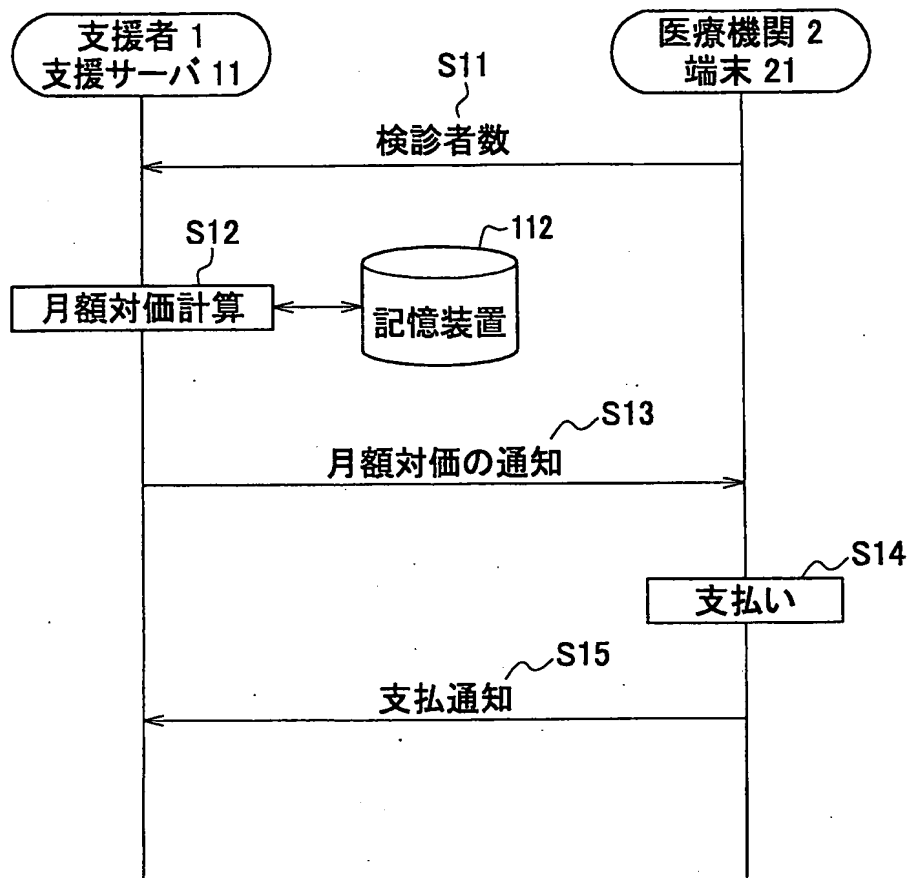 支援者 1
支援サーバ 11
医療機関 2
端末 21
S11
検診者数
S12
月額対価計算
112
記憶装置
S13
月額対価の通知
S14
支払い
S15
支払通知